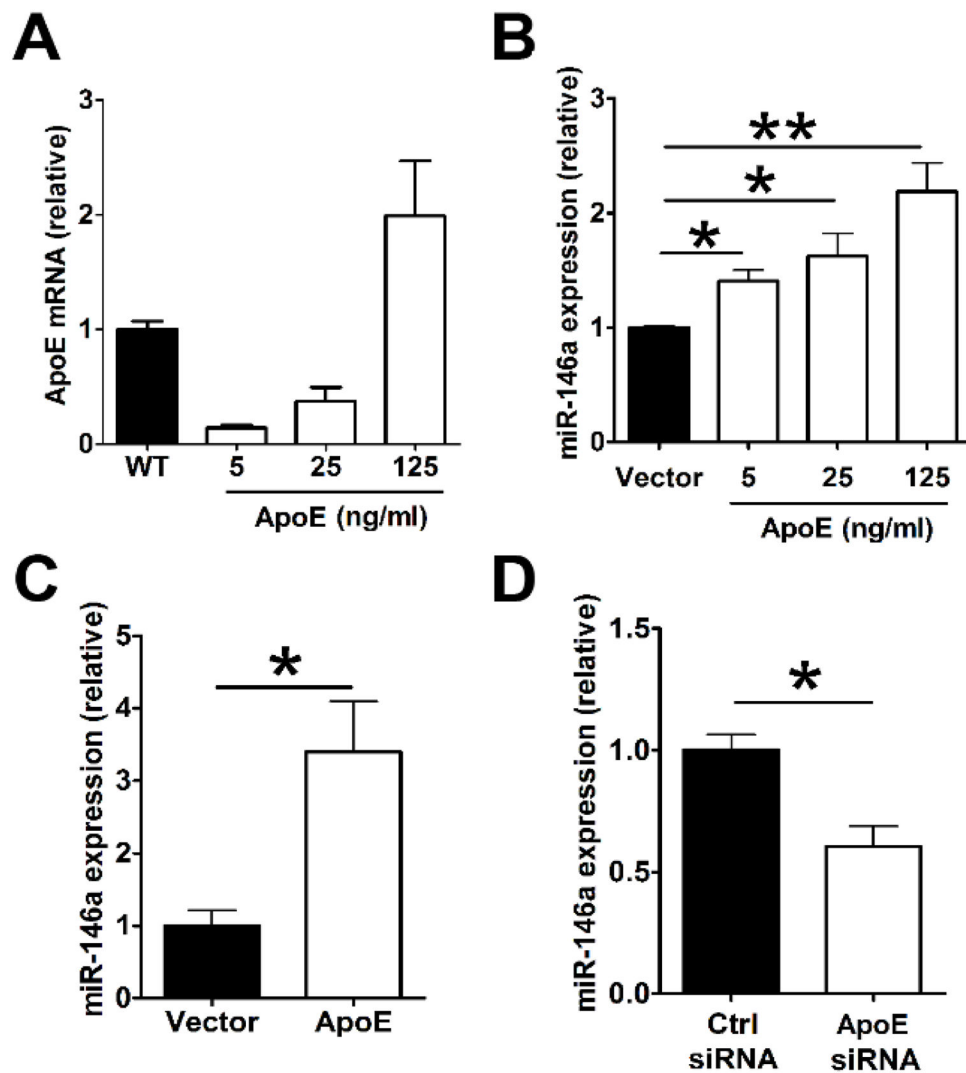 A
ApoE mRNA (relative)
3
2
1
0
WT 5 25 125
ApoE (ng/ml)
B
miR-146a expression (relative)
3
2
1
0
** 
*
*
Vector 5 25 125
ApoE (ng/ml)
C
miR-146a expression (relative)
5
4
3
2
1
0
*
Vector ApoE
D
miR-146a expression (relative)
1.5
1.0
0.5
0.0
*
Ctrl ApoE
siRNA siRNA